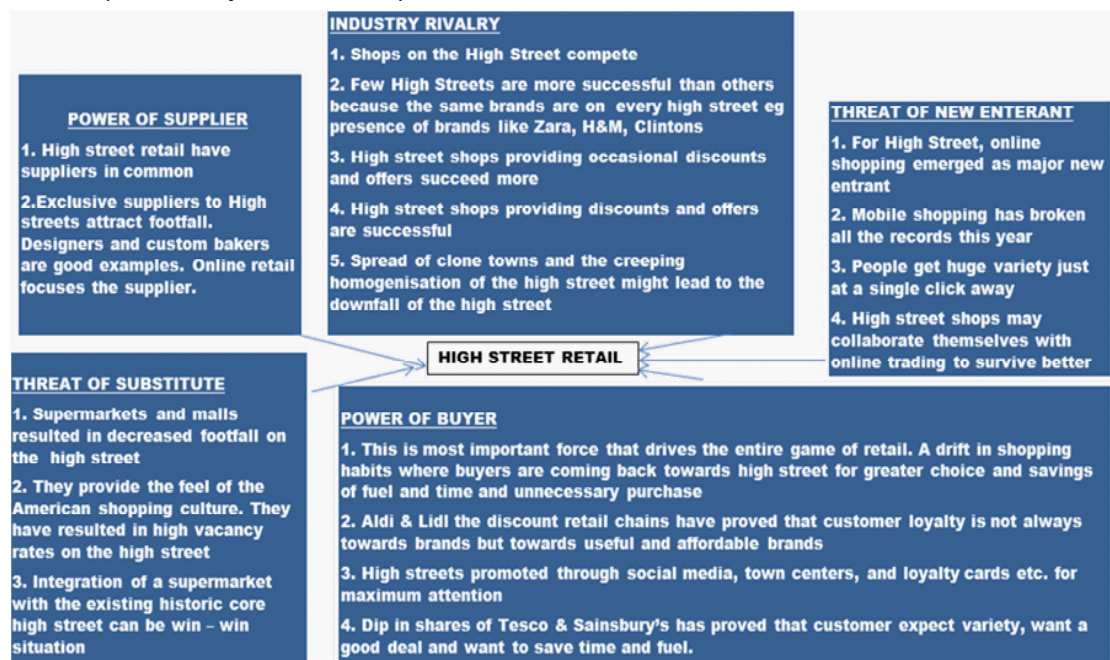 INDUSTRY RIVALRY
1. Shops on the High Street compete
2. Few High Streets are more successful than others
because the same brands are on every high street eg
presence of brands like Zara, H&M, Clintons
3. High street shops providing occasional discounts
and offers succeed more
4. High street shops providing discounts and offers
are successful
5. Spread of clone towns and the creeping
homogenisation of the high street might lead to the
downfall of the high street
POWER OF SUPPLIER
1. High street retail have
suppliers in common
2.Exclusive suppliers to High
streets attract footfall.
Designers and custom bakers
are good examples. Online retail
focuses the supplier.
THREAT OF NEW ENTERANT
1. For High Street, online
shopping emerged as major new
entrant
2. Mobile shopping has broken
all the records this year
3. People get huge variety just
at a single click away
4. High street shops may
collaborate themselves with
online trading to survive better
HIGH STREET RETAIL
THREAT OF SUBSTITUTE
1. Supermarkets and malls
resulted in decreased footfall on
the high street
2. They provide the feel of the
American shopping culture. They
have resulted in high vacancy
rates on the high street
3. Integration of a supermarket
with the existing historic core
high street can be win – win
situation
POWER OF BUYER
1. This is most important force that drives the entire game of retail. A drift in shopping
habits where buyers are coming back towards high street for greater choice and savings
of fuel and time and unnecessary purchase
2. Aldi & Lidl the discount retail chains have proved that customer loyalty is not always
towards brands but towards useful and affordable brands
3. High streets promoted through social media, town centers, and loyalty cards etc. for
maximum attention
4. Dip in shares of Tesco & Sainsbury's has proved that customer expect variety, want a
good deal and want to save time and fuel.